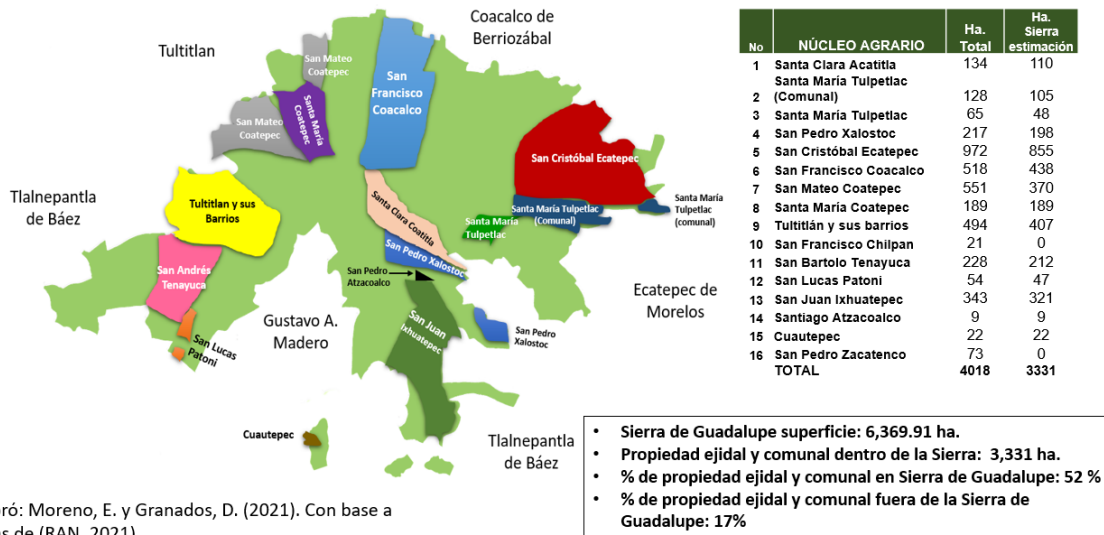 Coacalco de
Berriozábal
Tultitlan
San Mateo
Coatepec
San
Francisco
Coacalco
San Mateo
Coatepec
Santa María
Coatepec
San Cristóbal Ecatepec
Tlalnepantla
de Báez
Tultitlan y sus
Barrios
Santa Clara Coatitla
Santa María Tulpetlac
(Comunal)
Santa María
Tulpetlac
(comunal)
Santa María
Tulpetlac
San Pedro Xalostoc
San Andrés
Tenayuca
San Pedro
Atzacoalco
Ecatepec de
Morelos
Gustavo A.
Madero
San Juan
Ixhuatepec
San Pedro
Xalostoc
San Lucas
Patoni
Cuautepec
Tlalnepantla
de Báez
No NÚCLEO AGRARIO Ha. Total Ha. Sierra estimación
1 Santa Clara Acatitla 134 110
Santa María Tulpetlac
2 (Comunal) 128 105
3 Santa María Tulpetlac 65 48
4 San Pedro Xalostoc 217 198
5 San Cristóbal Ecatepec 972 855
6 San Francisco Coacalco 518 438
7 San Mateo Coatepec 551 370
8 Santa María Coatepec 189 189
9 Tultitlán y sus barrios 494 407
10 San Francisco Chilpan 21 0
11 San Bartolo Tenayuca 228 212
12 San Lucas Patoni 54 47
13 San Juan Ixhuatepec 343 321
14 Santiago Atzacoalco 9 9
15 Cuautepec 22 22
16 San Pedro Zacatenco 73 0
TOTAL 4018 3331
• Sierra de Guadalupe superficie: 6,369.91 ha.
• Propiedad ejidal y comunal dentro de la Sierra: 3,331 ha.
• % de propiedad ejidal y comunal en Sierra de Guadalupe: 52 %
• % de propiedad ejidal y comunal fuera de la Sierra de
Guadalupe: 17%
ró: Moreno, E. y Granados, D. (2021). Con base a
s de (RAN, 2021)